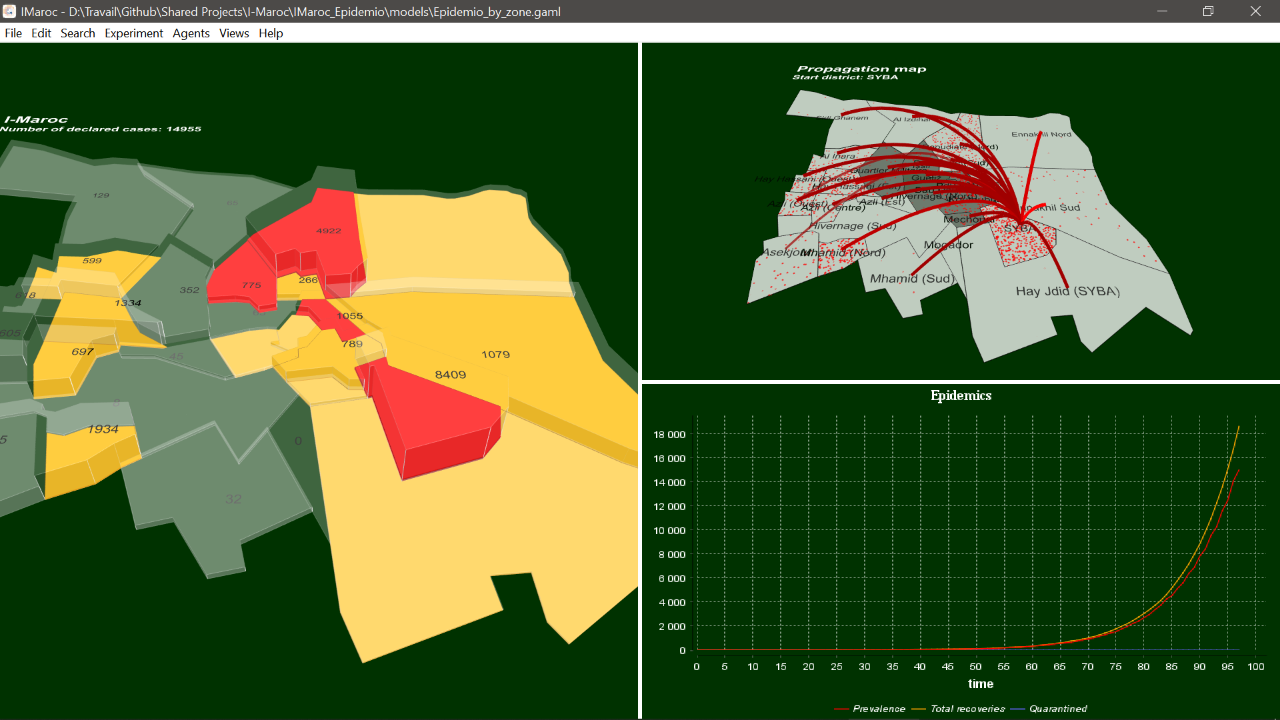 IMaroc - D:\Travail\Github\Shared Projects\I-Maroc\IMaroc_Epidemio\models\Epidemio_by_zone.gaml
File Edit Search Experiment Agents Views Help
I-Maroc
Number of declared cases: 14955
129
4922
599
352
775
266
1334
1055
697
789
1079
8409
45
1934
0
5
32
Propagation map
Start district: SYBA
Al Izdihar
Ennakhil Nord
Al Inara
Azli (Centre)
Azli (Est)
Hivernage (Nord)
Hivernage (Sud)
Mechouar
SYBA
Mogador
Mhamid (Nord)
Mhamid (Sud)
Hay Jdid (SYBA)
Epidemics
18 000
16 000
14 000
12 000
10 000
8 000
6 000
4 000
2 000
0
0 5 10 15 20 25 30 35 40 45 50 55 60 65 70 75 80 85 90 95 100
time
Prevalence Total recoveries Quarantined